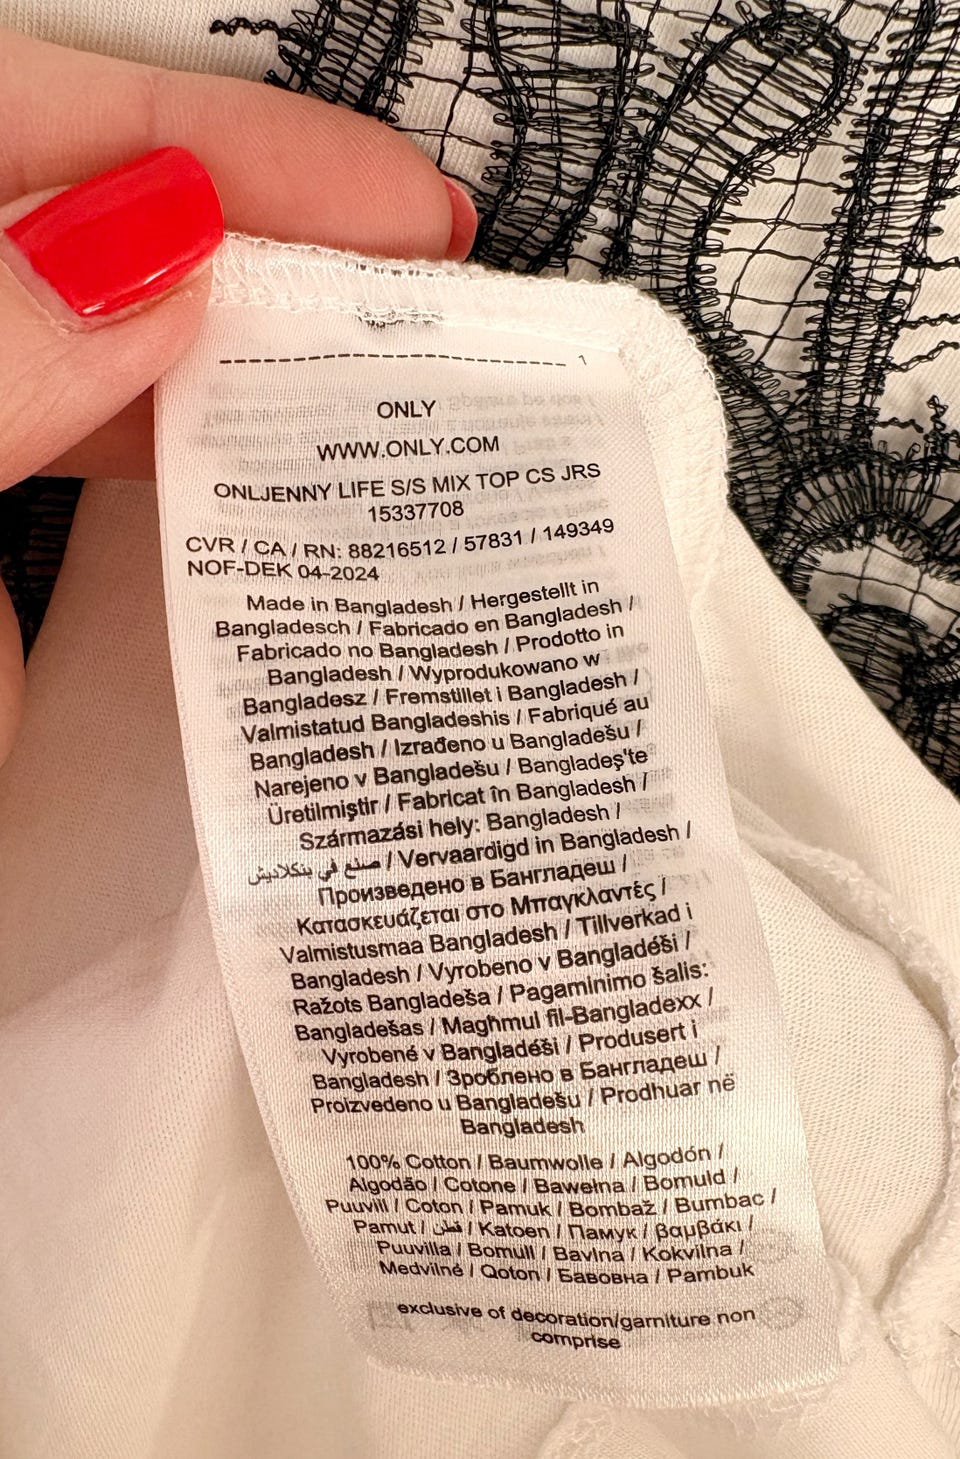 1
ONLY
WWW.ONLY.COM
ONLJENNY LIFE S/S MIX TOP CS JRS
15337708
CVR / CA / RN: 88216512 / 57831 / 149349
NOF-DEK 04-2024
Made in Bangladesh / Hergestellt in
Bangladesch / Fabricado en Bangladesh /
Fabricado no Bangladesh / Prodotto in
Bangladesh / Wyprodukowano w
Bangladesz / Fremstillet i Bangladesh /
Valmistatud Bangladeshis / Fabriqué au
Bangladesh / Izrađeno u Bangladešu /
Narejeno v Bangladešu / Bangladeş'te
Üretilmiştir / Fabricat în Bangladesh /
Származási hely: Bangladesh /
صنع في بنكلاديش / Vervaardigd in Bangladesh /
Произведено в Бангладеш /
Κατασκευάζεται στο Μπαγκλαντές /
Valmistusmaa Bangladesh / Tillverkad i
Bangladesh / Vyrobeno v Bangladéši /
Ražots Bangladeša / Pagaminimo šalis:
Bangladešas / Magħmul fil-Bangladexx /
Vyrobené v Bangladéši / Produsert i
Bangladesh / Зроблено в Бангладеш /
Proizvedeno u Bangladešu / Prodhuar në
Bangladesh
100% Cotton / Baumwolle / Algodón /
Algodão / Cotone / Bawełna / Bomuld /
Puuvill / Coton / Pamuk / Bombaž / Bumbac /
Pamut / قطن / Katoen / Памук / βαμβάκι /
Puuvilla / Bomull / Bavlna / Kokvilna /
Medvilnė / Qoton / Бавовна / Pambuk
exclusive of decoration/garniture non
comprise